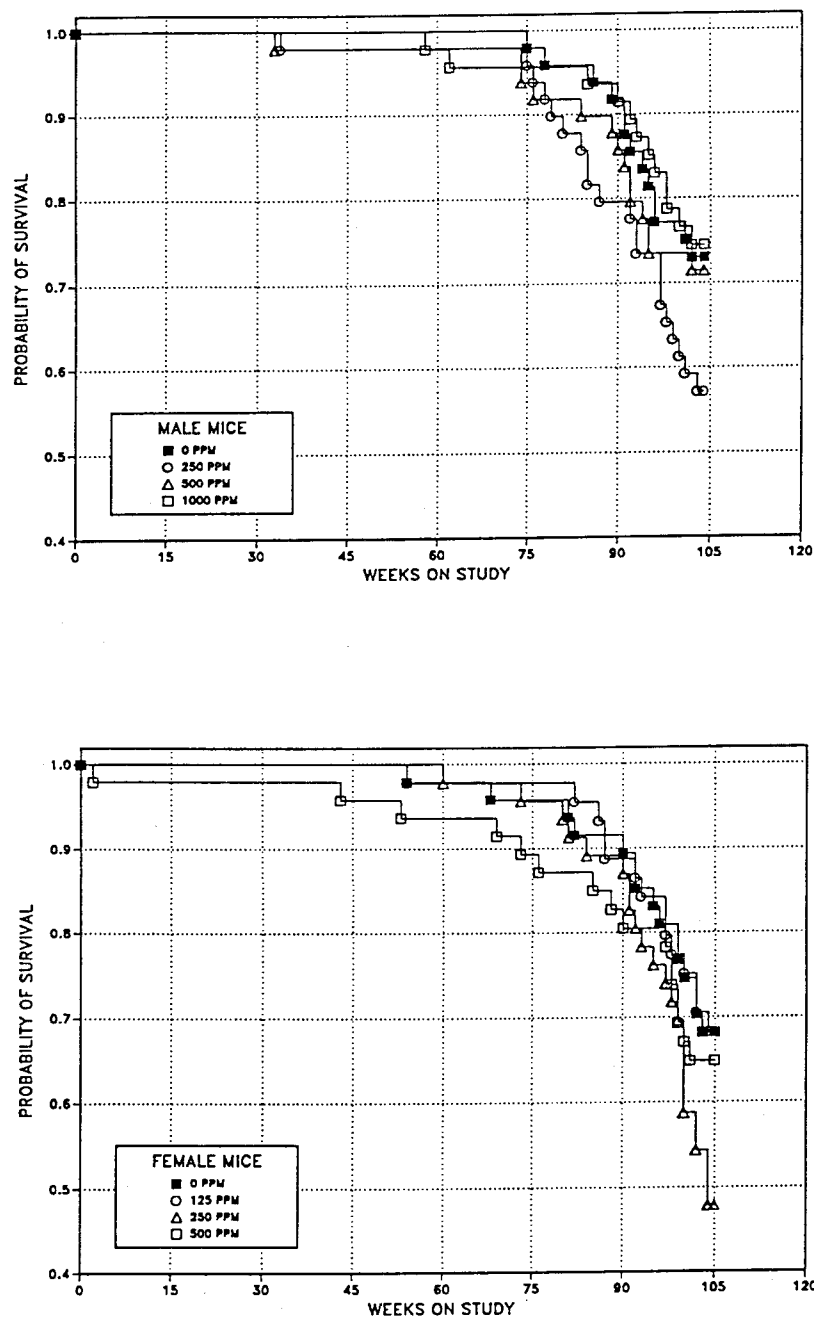 1.0
0.9
0.8
0.7
0.6
0.5
0.4
PROBABILITY OF SURVIVAL
MALE MICE
0 PPM
250 PPM
500 PPM
1000 PPM
0 15 30 45 60 75 90 105 120
WEEKS ON STUDY
1.0
0.9
0.8
0.7
0.6
0.5
0.4
PROBABILITY OF SURVIVAL
FEMALE MICE
0 PPM
125 PPM
250 PPM
500 PPM
0 15 30 45 60 75 90 105 120
WEEKS ON STUDY